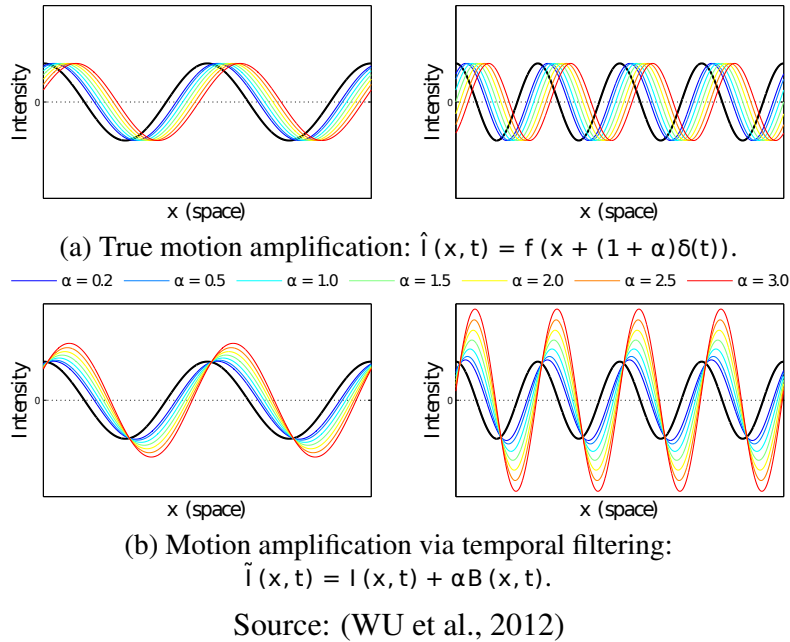 Intensity
0
x (space)
Intensity
0
x (space)
(a) True motion amplification: Î(x, t) = f(x + (1 + α)δ(t)).
α = 0.2 α = 0.5 α = 1.0 α = 1.5 α = 2.0 α = 2.5 α = 3.0
Intensity
0
x (space)
Intensity
0
x (space)
(b) Motion amplification via temporal filtering:
Ĩ(x, t) = I(x, t) + αB(x, t).
Source: (WU et al., 2012)